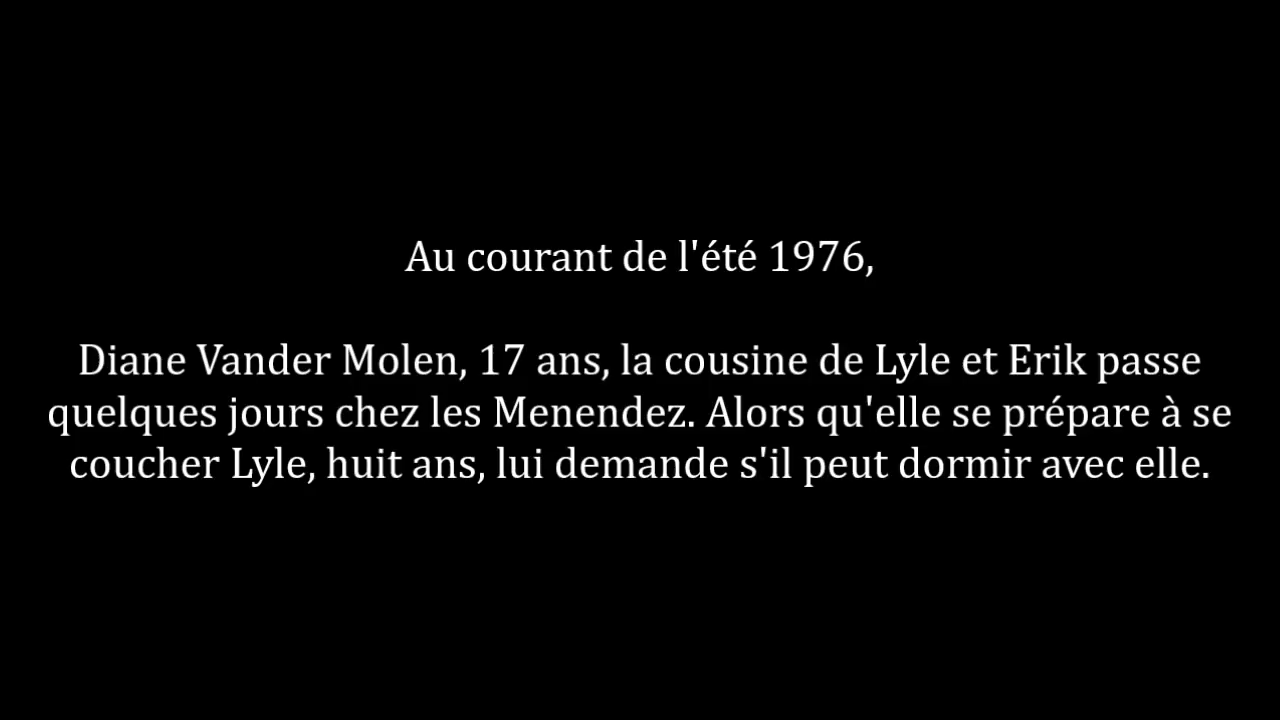 Au courant de l'été 1976,
Diane Vander Molen, 17 ans, la cousine de Lyle et Erik passe
quelques jours chez les Menendez. Alors qu'elle se prépare à se
coucher Lyle, huit ans, lui demande s'il peut dormir avec elle.